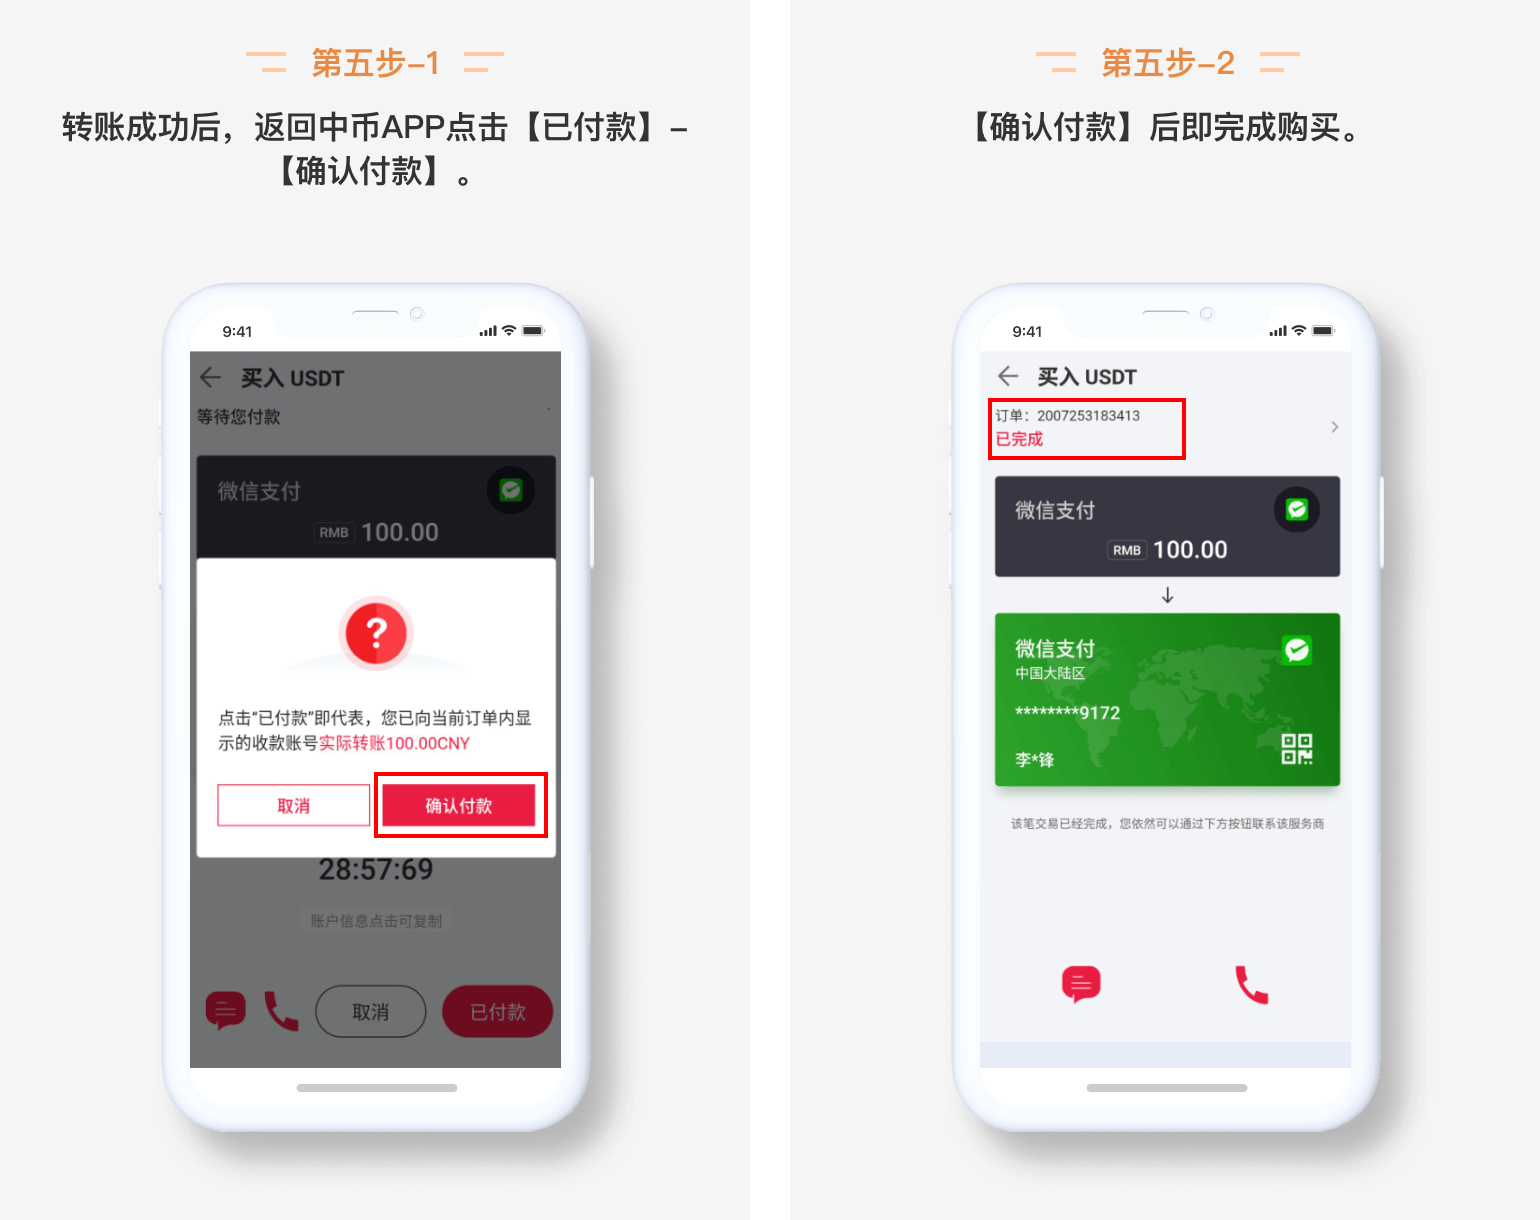 第五步-1
转账成功后，返回中币APP点击【已付款】-
【确认付款】。
9:41
买入 USDT
等待您付款
微信支付
RMB 100.00
?
点击“已付款”即代表，您已向当前订单内显
示的收款账号实际转账100.00CNY
取消
确认付款
28:57:69
账户信息点击可复制
取消
已付款
第五步-2
【确认付款】后即完成购买。
9:41
买入 USDT
订单：2007253183413
已完成
微信支付
RMB 100.00
微信支付
中国大陆区
********9172
李*锋
该笔交易已经完成，您依然可以通过下方按钮联系该服务商